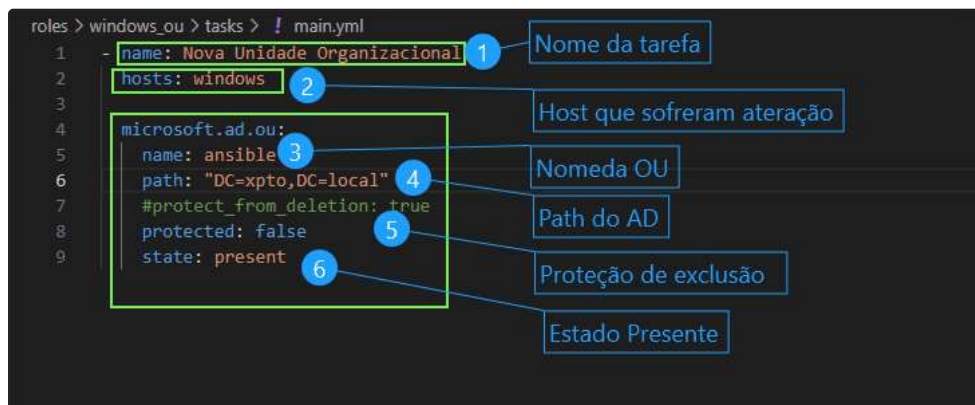 roles > windows_ou > tasks > ! main.yml
1 - name: Nova Unidade Organizacional 1 Nome da tarefa
2 hosts: windows 2
3 Host que sofreram ateração
4 microsoft.ad.ou:
5 name: ansible 3 Nomeda OU
6 path: "DC=xpto,DC=local" 4
7 #protect_from_deletion: true Path do AD
8 protected: false 5
9 state: present 6 Proteção de exclusão
Estado Presente